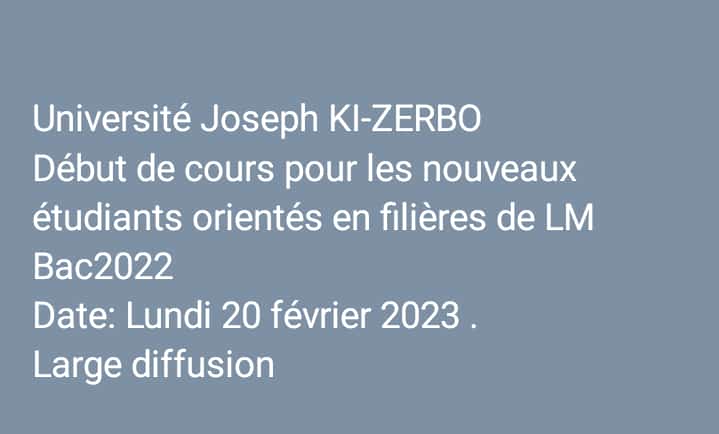 Université Joseph KI-ZERBO
Début de cours pour les nouveaux
étudiants orientés en filières de LM
Bac2022
Date: Lundi 20 février 2023 .
Large diffusion